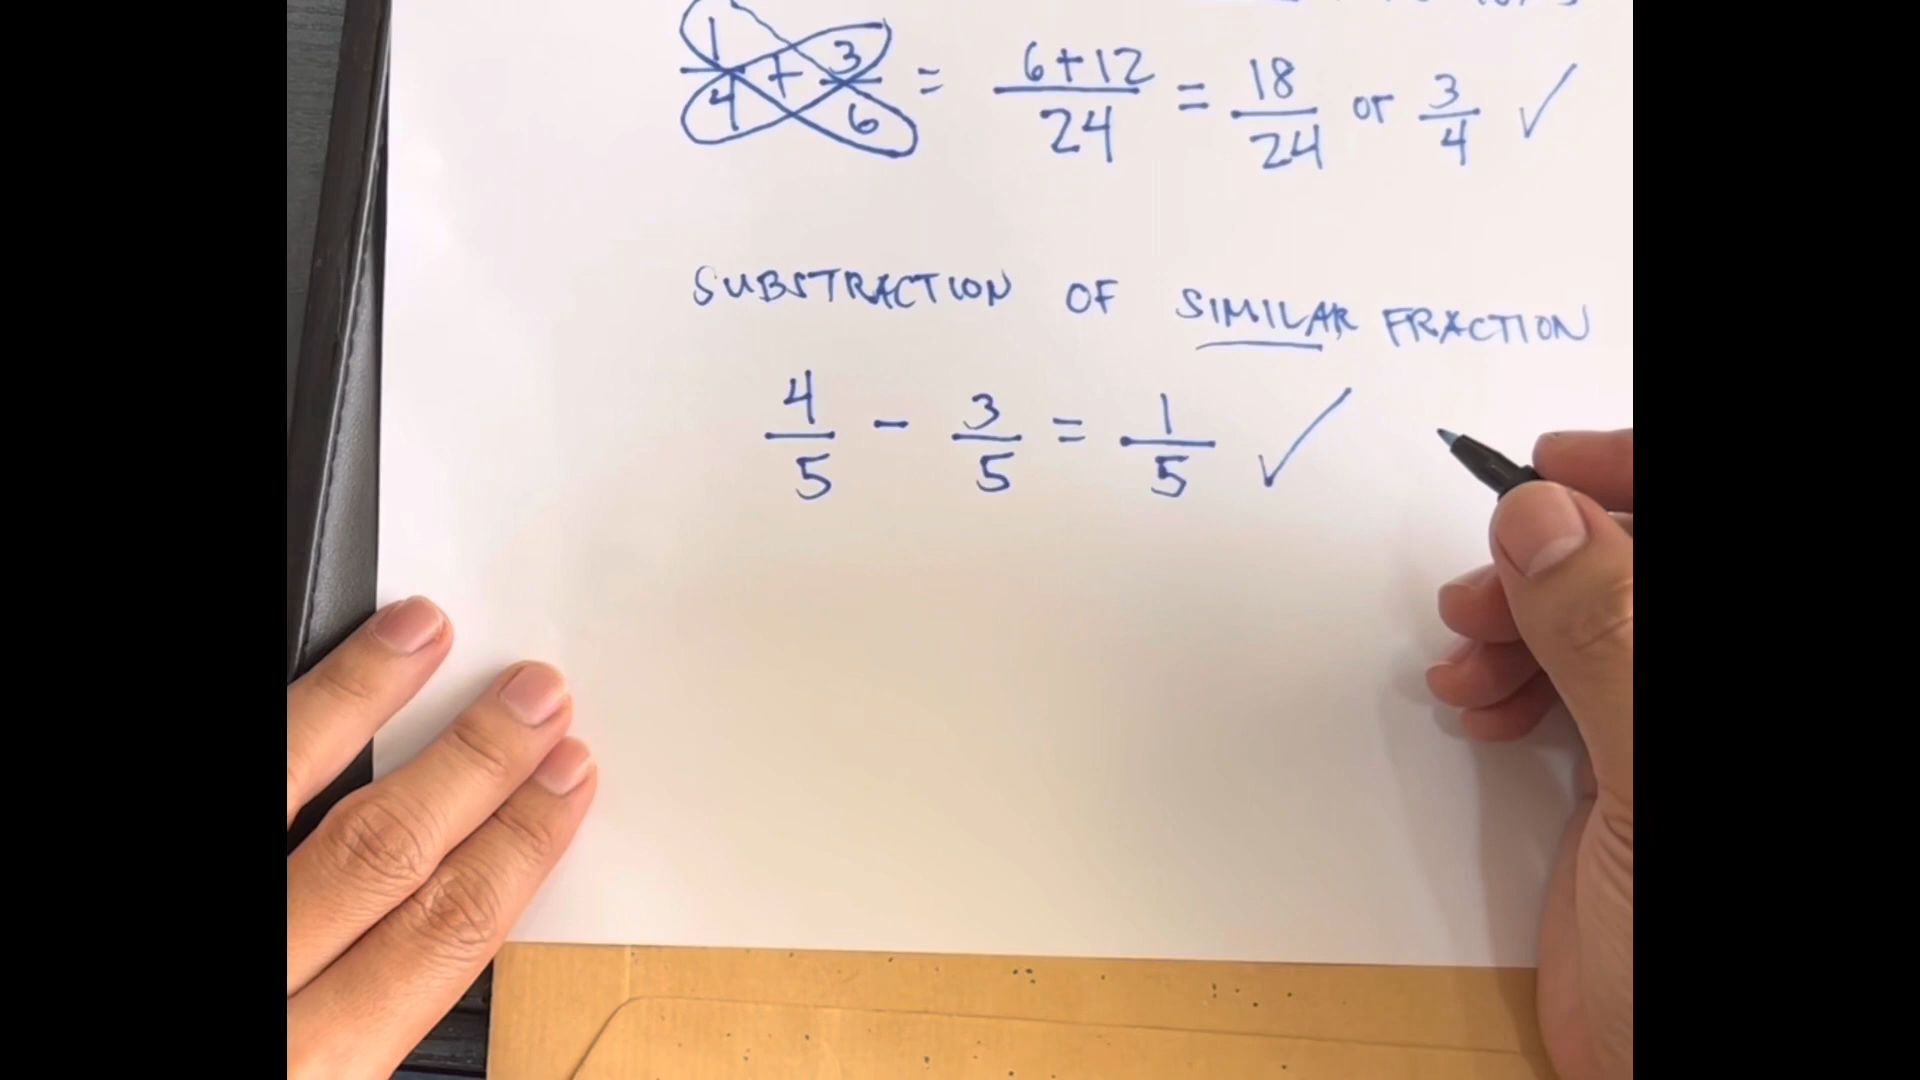 1/4 + 3/6 = 6+12/24 = 18/24 or 3/4 ✓
SUBSTRACTION OF SIMILAR FRACTION
4/5 - 3/5 = 1/5 ✓